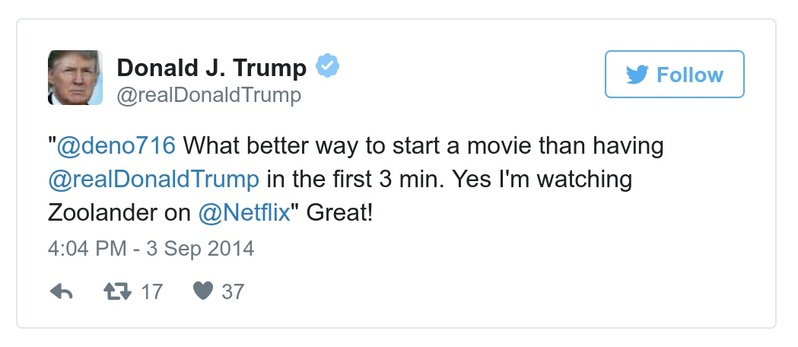 Donald J. Trump
@realDonaldTrump
Follow
"@deno716 What better way to start a movie than having
@realDonaldTrump in the first 3 min. Yes I'm watching
Zoolander on @Netflix" Great!
4:04 PM - 3 Sep 2014
17 37